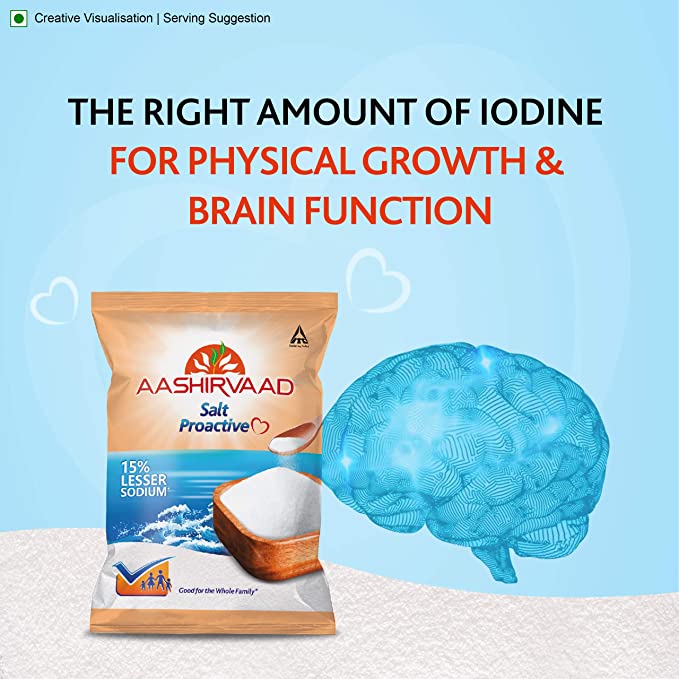 Creative Visualisation | Serving Suggestion
THE RIGHT AMOUNT OF IODINE
FOR PHYSICAL GROWTH &
BRAIN FUNCTION
AASHIRVAAD
Salt
Proactive
15%
LESSER
SODIUM
Good for the Whole Family*